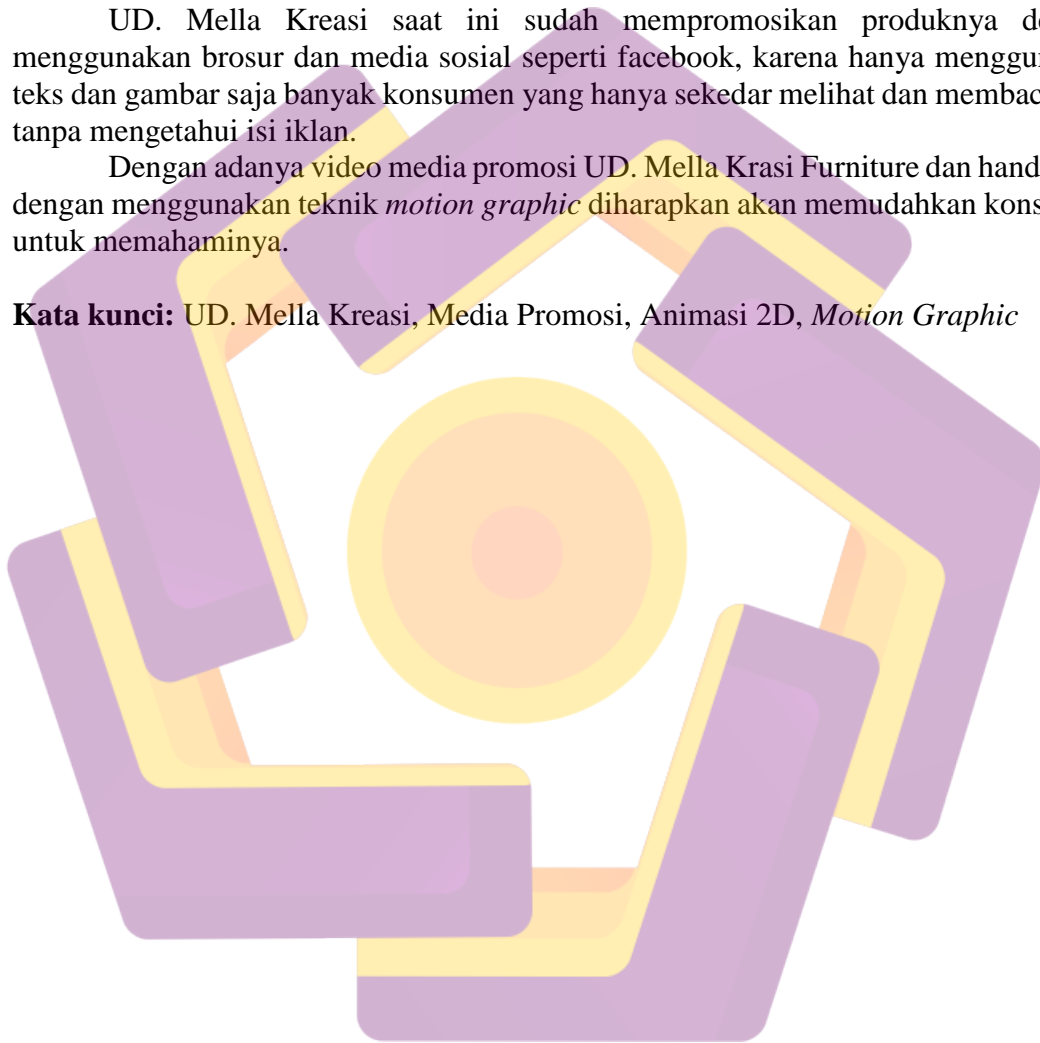 UD. Mella Kreasi saat ini sudah mempromosikan produknya de
menggunakan brosur dan media sosial seperti facebook, karena hanya menggu
teks dan gambar saja banyak konsumen yang hanya sekedar melihat dan membac
tanpa mengetahui isi iklan.
Dengan adanya video media promosi UD. Mella Krasi Furniture dan hand
dengan menggunakan teknik motion graphic diharapkan akan memudahkan kons
untuk memahaminya.
Kata kunci: UD. Mella Kreasi, Media Promosi, Animasi 2D, Motion Graphic